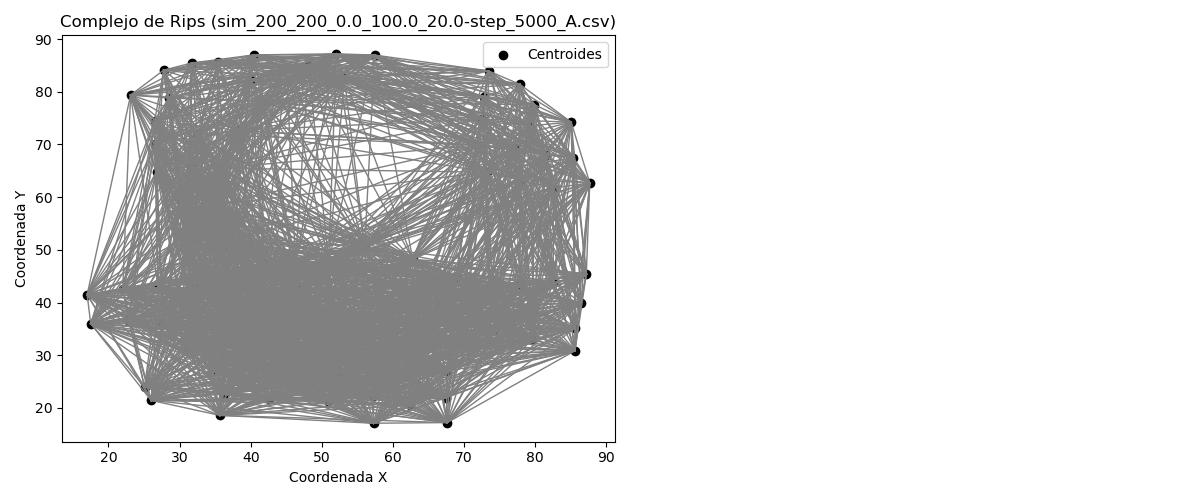 Complejo de Rips (sim_200_200_0.0_100.0_20.0-step_5000_A.csv)
Centroides
90
80
70
60
50
40
30
20
Coordenada Y
20 30 40 50 60 70 80 90
Coordenada X